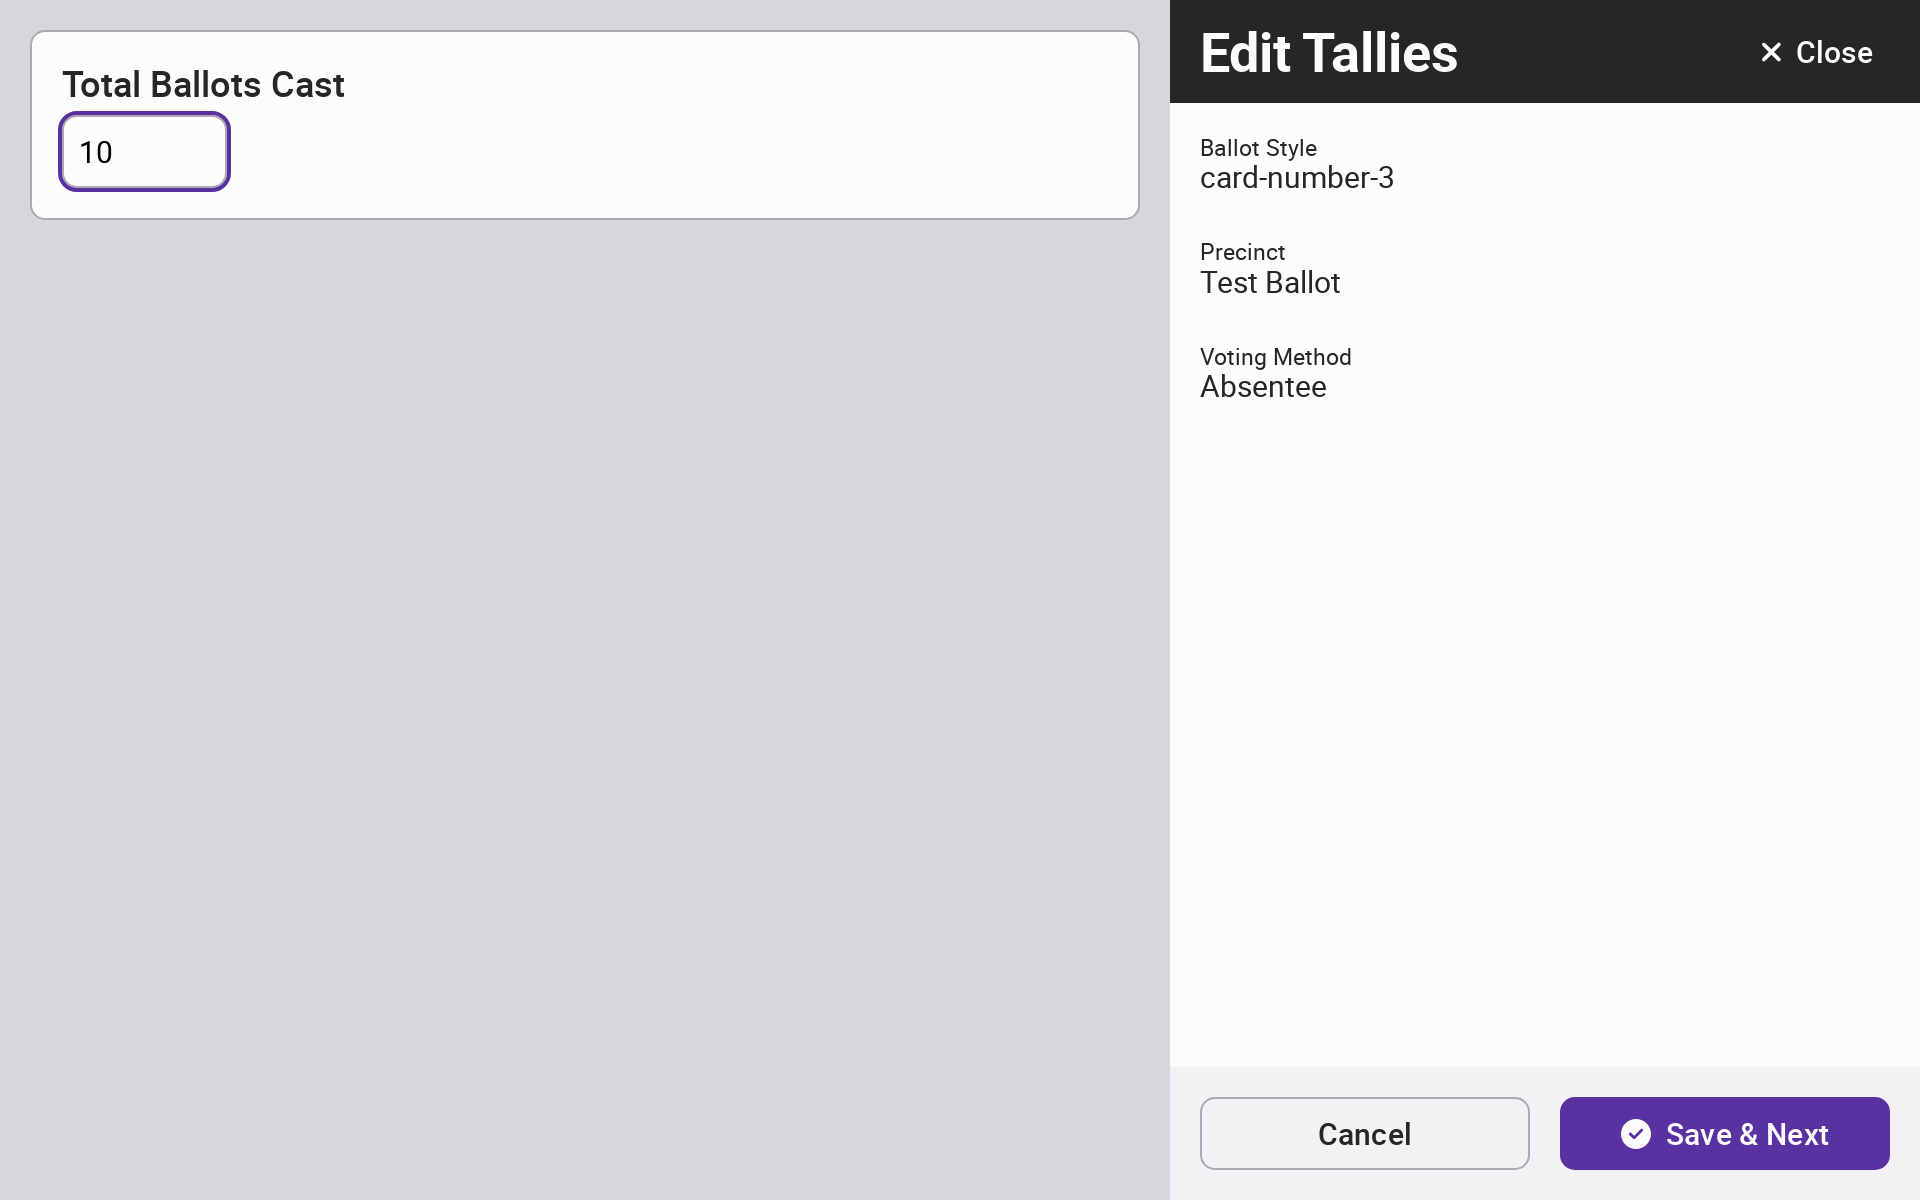 Total Ballots Cast
10
Edit Tallies
Close
Ballot Style
card-number-3
Precinct
Test Ballot
Voting Method
Absentee
Cancel
Save & Next